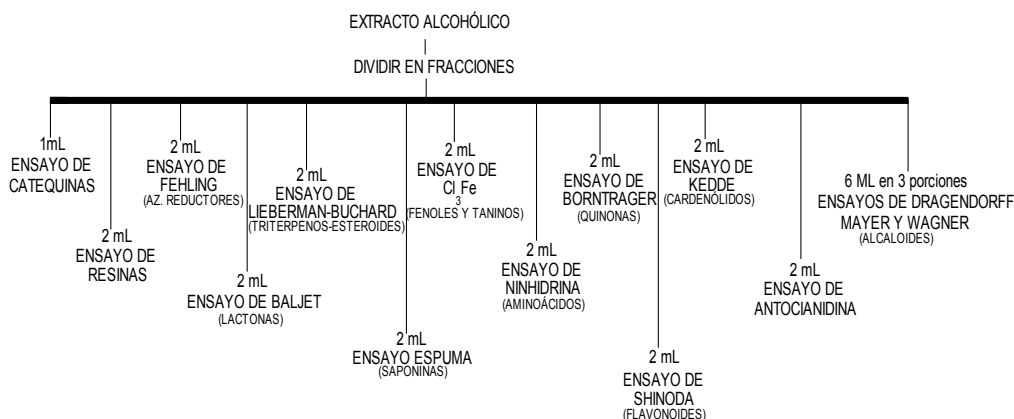 EXTRACTO ALCOHÓLICO
DIVIDIR EN FRACCIONES
1mL
ENSAYO DE
CATEQUINAS
2 mL
ENSAYO DE
RESINAS
2 mL
ENSAYO DE
FEHLING
(AZ. REDUCTORES)
2 mL
ENSAYO DE BALJET
(LACTONAS)
2 mL
ENSAYO DE
LIEBERMAN-BUCHARD
(TRITERPENOS-ESTEROIDES)
2 mL
ENSAYO ESPUMA
(SAPONINAS)
2 mL
ENSAYO DE
Cl Fe
3
(FENOLES Y TANINOS)
2 mL
ENSAYO DE
NINHIDRINA
(AMINOÁCIDOS)
2 mL
ENSAYO DE
BORNTRAGER
(QUINONAS)
2 mL
ENSAYO DE
SHINODA
(FLAVONOIDES)
2 mL
ENSAYO DE
KEDDE
(CARDENÓLIDOS)
2 mL
ENSAYO DE
ANTOCIANIDINA
6 ML en 3 porciones
ENSAYOS DE DRAGENDORFF
MAYER Y WAGNER
(ALCALOIDES)